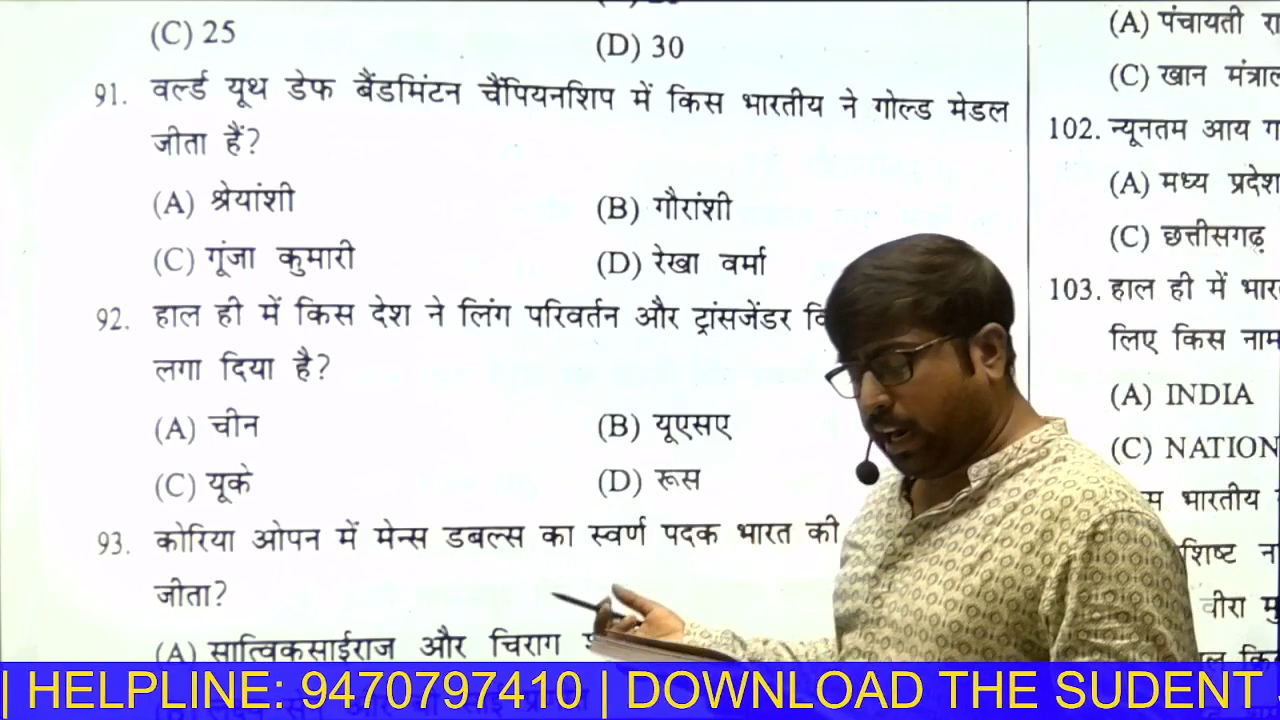 (C) 25
(D) 30
91. वर्ल्ड यूथ डेफ बैडमिंटन चैंपियनशिप में किस भारतीय ने गोल्ड मेडल
जीता हैं?
(A) श्रेयांशी
(B) गौरांशी
(C) गूंजा कुमारी
(D) रेखा वर्मा
92. हाल ही में किस देश ने लिंग परिवर्तन और ट्रांसजेंडर वि
लगा दिया है?
(A) चीन
(B) यूएसए
(C) यूके
(D) रूस
93. कोरिया ओपन में मेन्स डबल्स का स्वर्ण पदक भारत की
जीता?
(A) सात्विकसाईराज और चिराग
(A) पंचायती रा
(C) खान मंत्राल
102. न्यूनतम आय ग
(A) मध्य प्रदेश
(C) छत्तीसगढ़
103. हाल ही में भार
लिए किस नाम
(A) INDIA
(C) NATION
स भारतीय
शिष्ट न
वीरा मु
| HELPLINE: 9470797410 | DOWNLOAD THE SUDENT